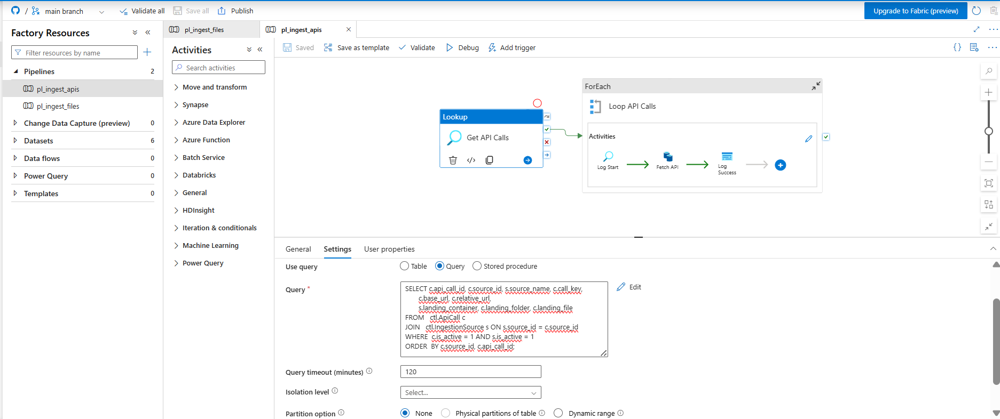 / main branch
Validate all
Save all
Publish
Upgrade to Fabric (preview)
Factory Resources
Filter resources by name
Pipelines 2
pl_ingest_apis
pl_ingest_files
Change Data Capture (preview) 0
Datasets 6
Data flows 0
Power Query 0
Templates 0
pl_ingest_files
pl_ingest_apis
Activities
Search activities
Move and transform
Synapse
Azure Data Explorer
Azure Function
Batch Service
Databricks
General
HDInsight
Iteration & conditionals
Machine Learning
Power Query
Saved
Save as template
Validate
Debug
Add trigger
Lookup
Get API Calls
ForEach
Loop API Calls
Activities
Log Start
Fetch API
Log
Success
General
Settings
User properties
Use query
Table
Query
Stored procedure
Query *
SELECT c.api_call_id, c.source_id, s.source_name, c.call_key,
c.base_url, c.relative_url,
s.landing_container, c.landing_folder, c.landing_file
FROM ctl.ApiCall c
JOIN ctl.IngestionSource s ON s.source_id = c.source_id
WHERE c.is_active = 1 AND s.is_active = 1
ORDER BY c.source_id, c.api_call_id;
Edit
Query timeout (minutes)
120
Isolation level
Select...
Partition option
None
Physical partitions of table
Dynamic range